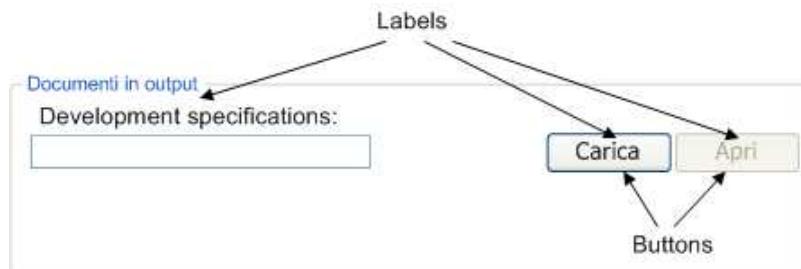 Labels
Documenti in output
Development specifications:
Carica
Apri
Buttons